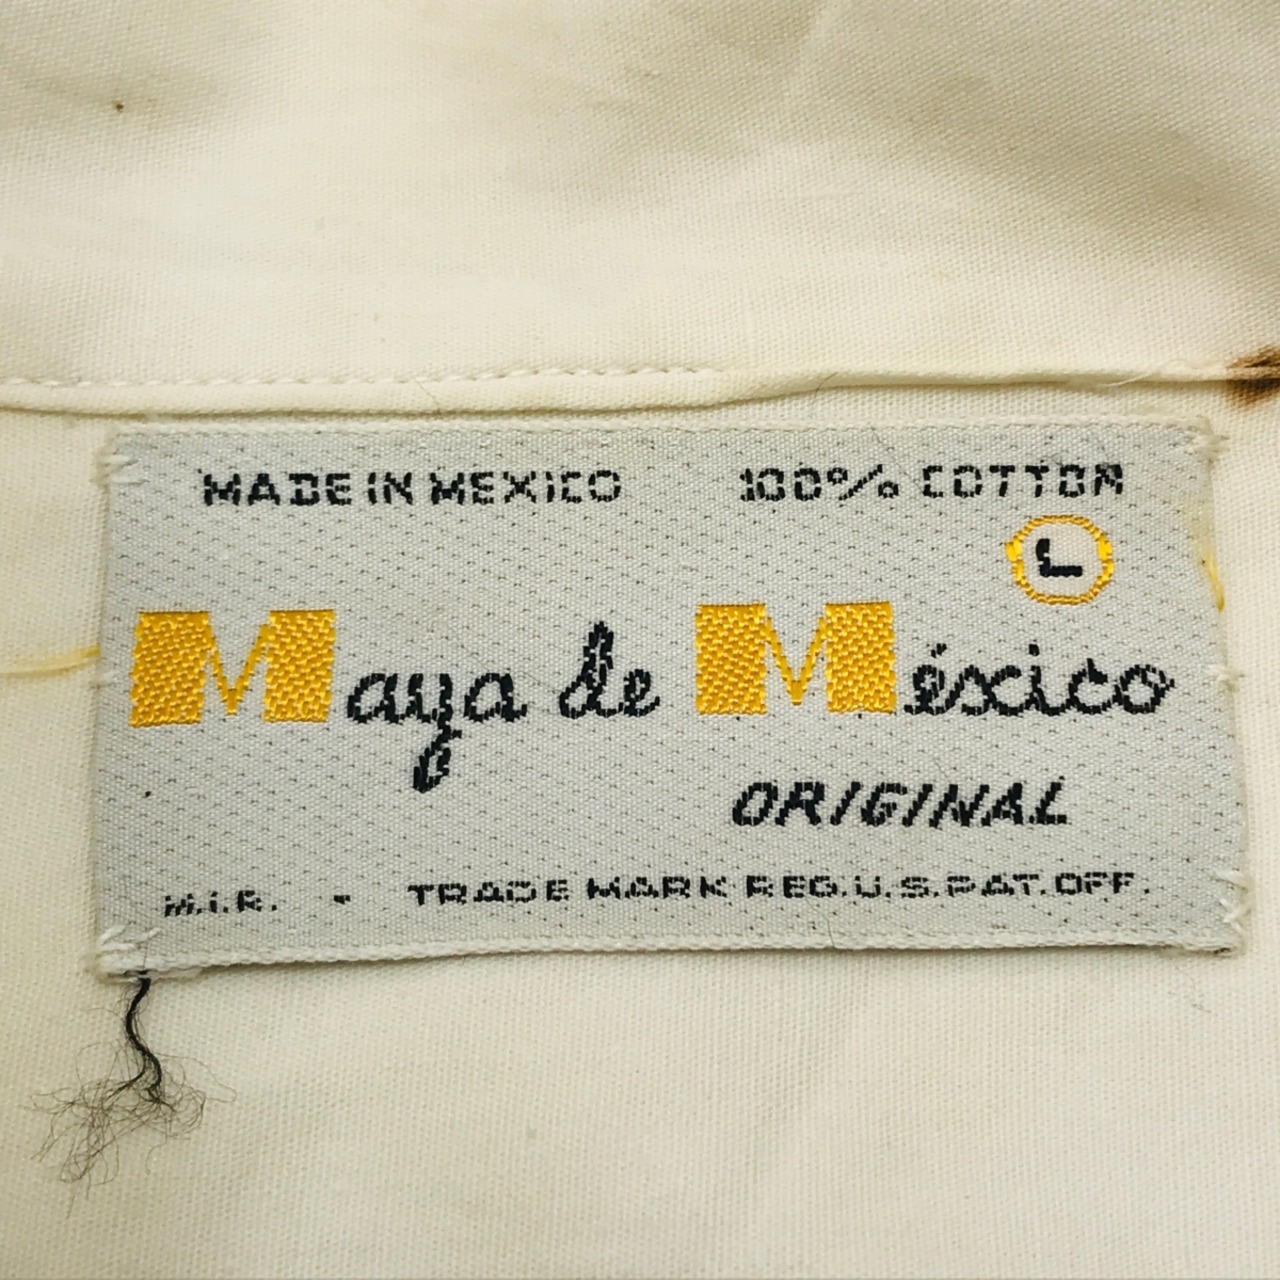 MADE IN MEXICO 100% COTTON
L
Maya de México
ORIGINAL
M.I.R. - TRADE MARK REG. U.S. PAT. OFF.